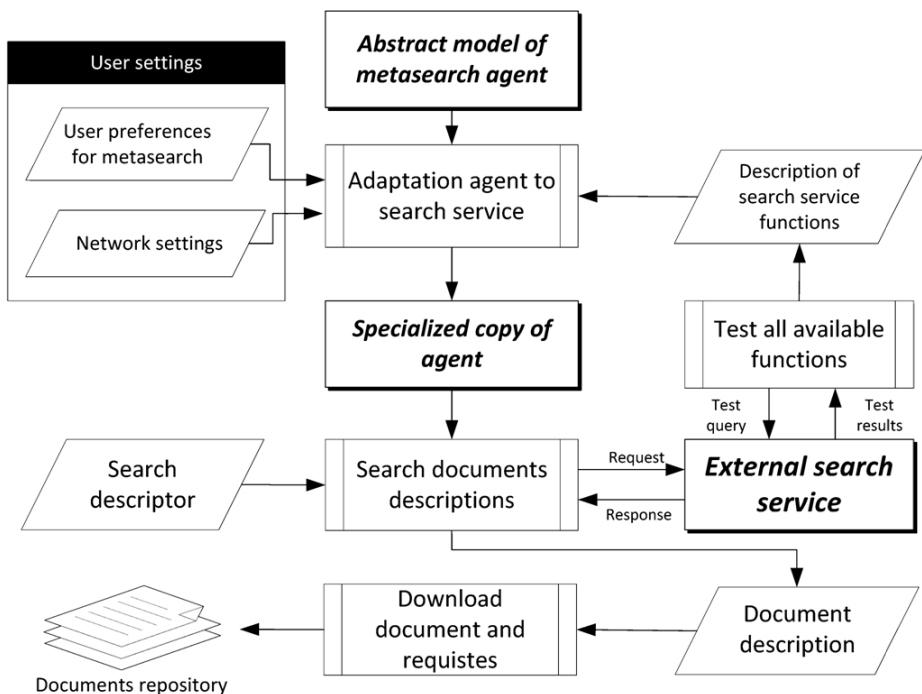 Abstract model of
metasearch agent
User settings
User preferences
for metasearch
Network settings
Adaptation agent to
search service
Description of
search service
functions
Specialized copy of
agent
Test all available
functions
Test
query
Test
results
Search
descriptor
Search documents
descriptions
Request
Response
External search
service
Download
document and
requistes
Document
description
Documents repository